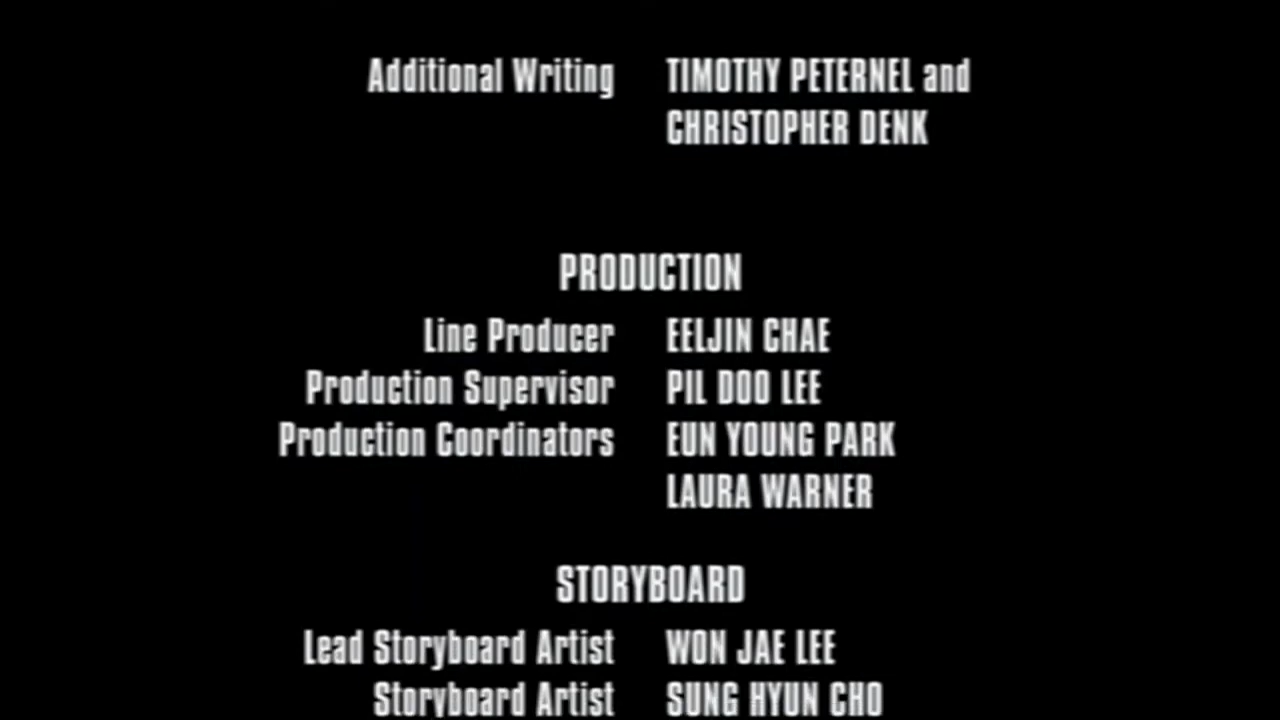 Additional Writing TIMOTHY PETERNEL and
CHRISTOPHER DENK
PRODUCTION
Line Producer EELJIN CHAE
Production Supervisor PIL DOO LEE
Production Coordinators EUN YOUNG PARK
LAURA WARNER
STORYBOARD
Lead Storyboard Artist WON JAE LEE
Storyboard Artist SUNG HYUN CHO